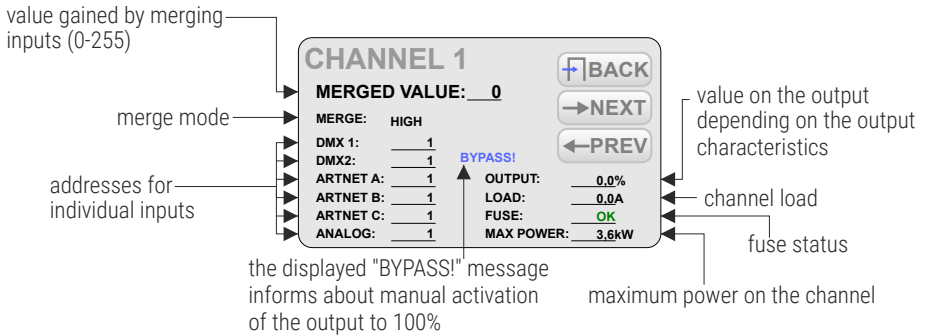 value gained by merging
inputs (0-255)
merge mode
addresses for
individual inputs
CHANNEL 1
BACK
MERGED VALUE: 0
NEXT
MERGE: HIGH
PREV
DMX 1: 1
DMX2: 1
BYPASS!
ARTNET A: 1 OUTPUT: 0,0%
ARTNET B: 1 LOAD: 0,0A
ARTNET C: 1 FUSE: OK
ANALOG: 1 MAX POWER: 3,6kW
value on the output
depending on the output
characteristics
channel load
fuse status
the displayed "BYPASS!" message
informs about manual activation
of the output to 100%
maximum power on the channel